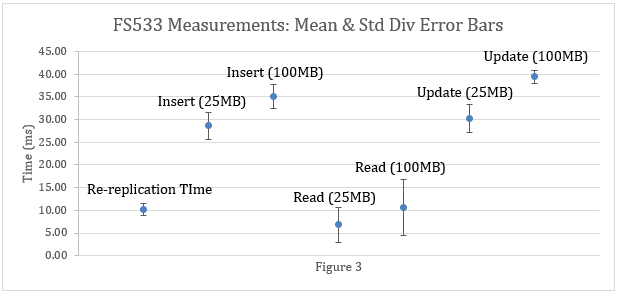 FS533 Measurements: Mean & Std Div Error Bars
45.00
40.00
35.00
30.00
25.00
20.00
15.00
10.00
5.00
0.00
Time (ms)
Re-replication TIme
Insert (25MB)
Insert (100MB)
Read (25MB)
Read (100MB)
Update (25MB)
Update (100MB)
Figure 3